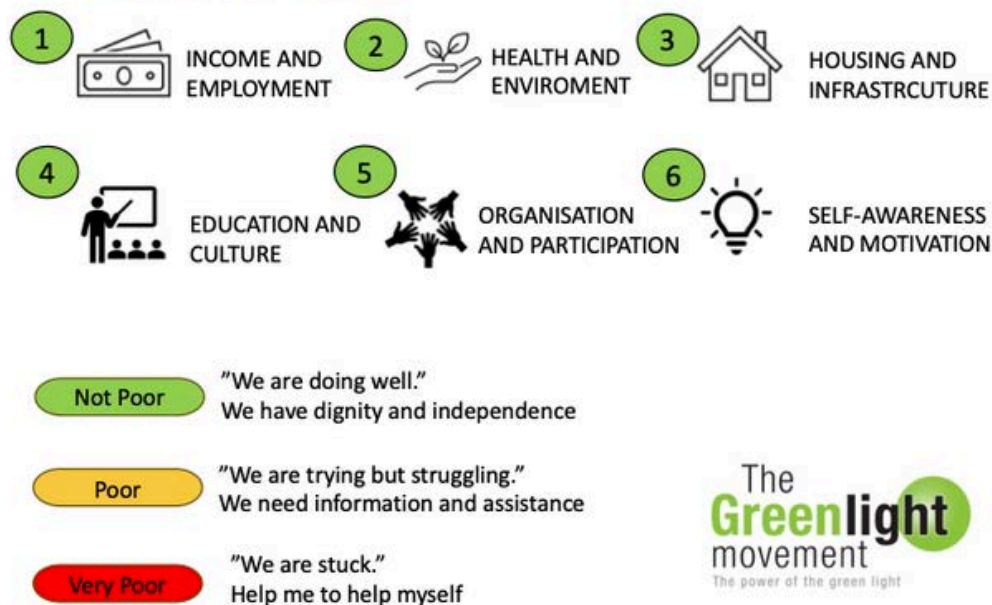 1
INCOME AND
EMPLOYMENT
2
HEALTH AND
ENVIROMENT
3
HOUSING AND
INFRASTRCUTURE
4
EDUCATION AND
CULTURE
5
ORGANISATION
AND PARTICIPATION
6
SELF-AWARENESS
AND MOTIVATION
Not Poor
”We are doing well.”
We have dignity and independence
Poor
”We are trying but struggling.”
We need information and assistance
Very Poor
”We are stuck.”
Help me to help myself
The
Greenlight
movement
The power of the green light